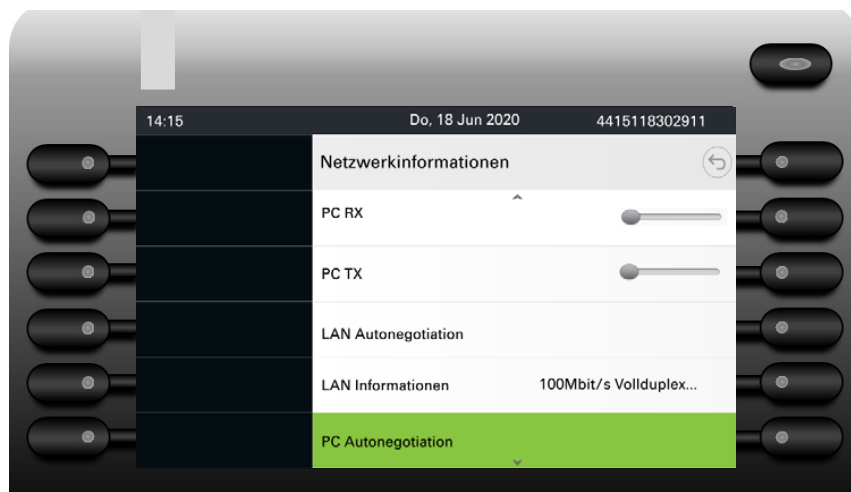 14:15 Do, 18 Jun 2020 4415118302911
Netzwerkinformationen
PC RX
PC TX
LAN Autonegotiation
LAN Informationen 100Mbit/s Vollduplex...
PC Autonegotiation